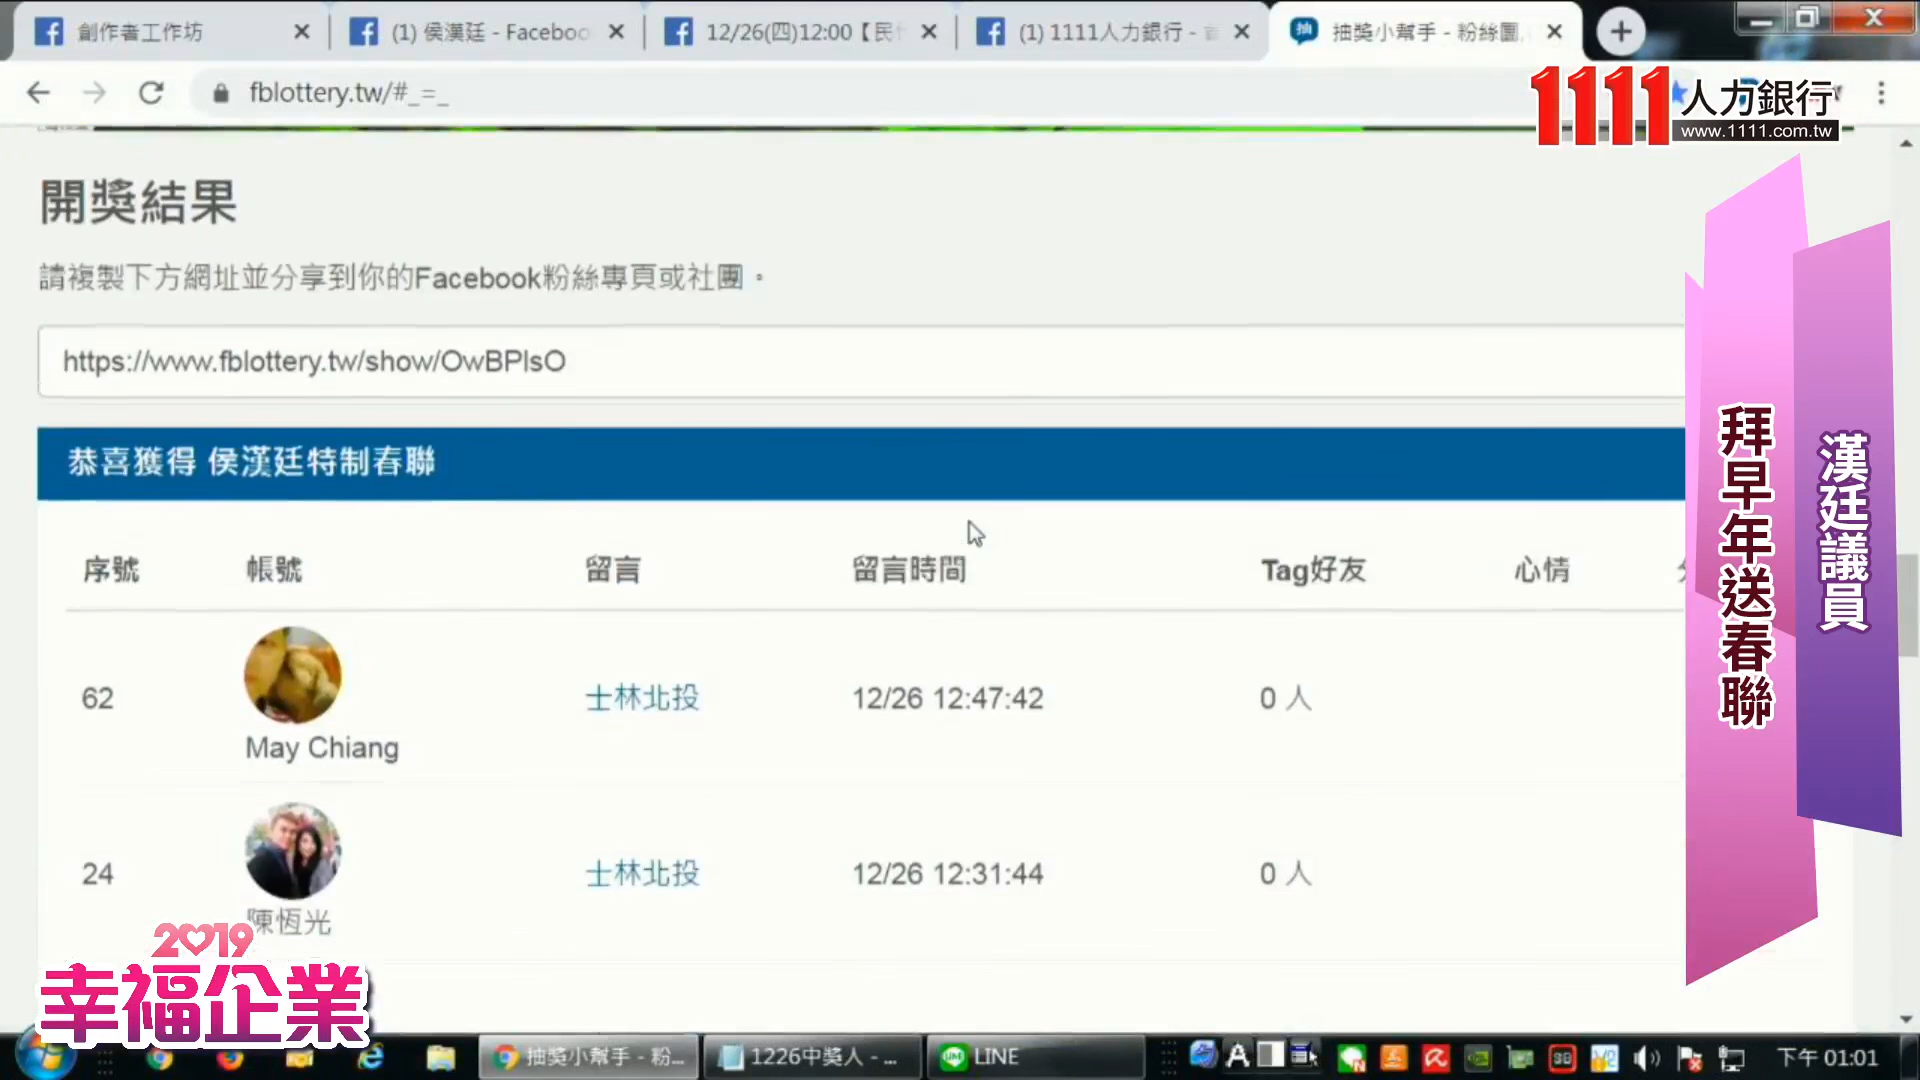 創作者工作坊
(1) 侯漢廷 - Faceboo
12/26(四)12:00【民
(1) 1111人力銀行 - 首
抽獎小幫手 - 粉絲團
fblottery.tw/#_=_
1111人力銀行
www.1111.com.tw
開獎結果
請複製下方網址並分享到你的Facebook粉絲專頁或社團。
https://www.fblottery.tw/show/OwBPlsO
恭喜獲得 侯漢廷特制春聯
序號 帳號 留言 留言時間 Tag好友 心情
62 士林北投 12/26 12:47:42 0 人
May Chiang
24 士林北投 12/26 12:31:44 0 人
陳恆光
漢廷議員
拜早年送春聯
2019
幸福企業
抽獎小幫手 - 粉...
1226中獎人 - ...
LINE
下午 01:01